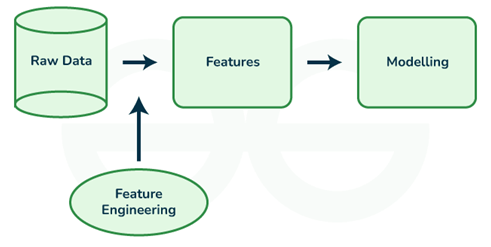 Raw Data
Features
Modelling
Feature
Engineering